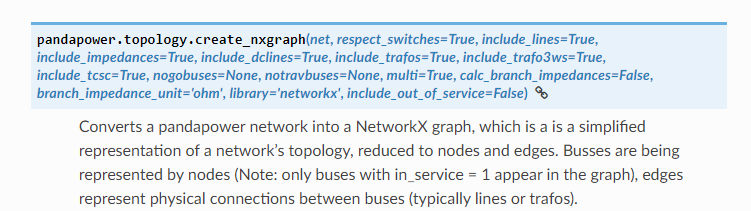 pandapower.topology.create_nxgraph(net, respect_switches=True, include_lines=True,
include_impedances=True, include_dclines=True, include_trafos=True, include_trafo3ws=True,
include_tcsc=True, nogobuses=None, notravbuses=None, multi=True, calc_branch_impedances=False,
branch_impedance_unit='ohm', library='networkx', include_out_of_service=False)
Converts a pandapower network into a NetworkX graph, which is a is a simplified
representation of a network’s topology, reduced to nodes and edges. Busses are being
represented by nodes (Note: only buses with in_service = 1 appear in the graph), edges
represent physical connections between buses (typically lines or trafos).